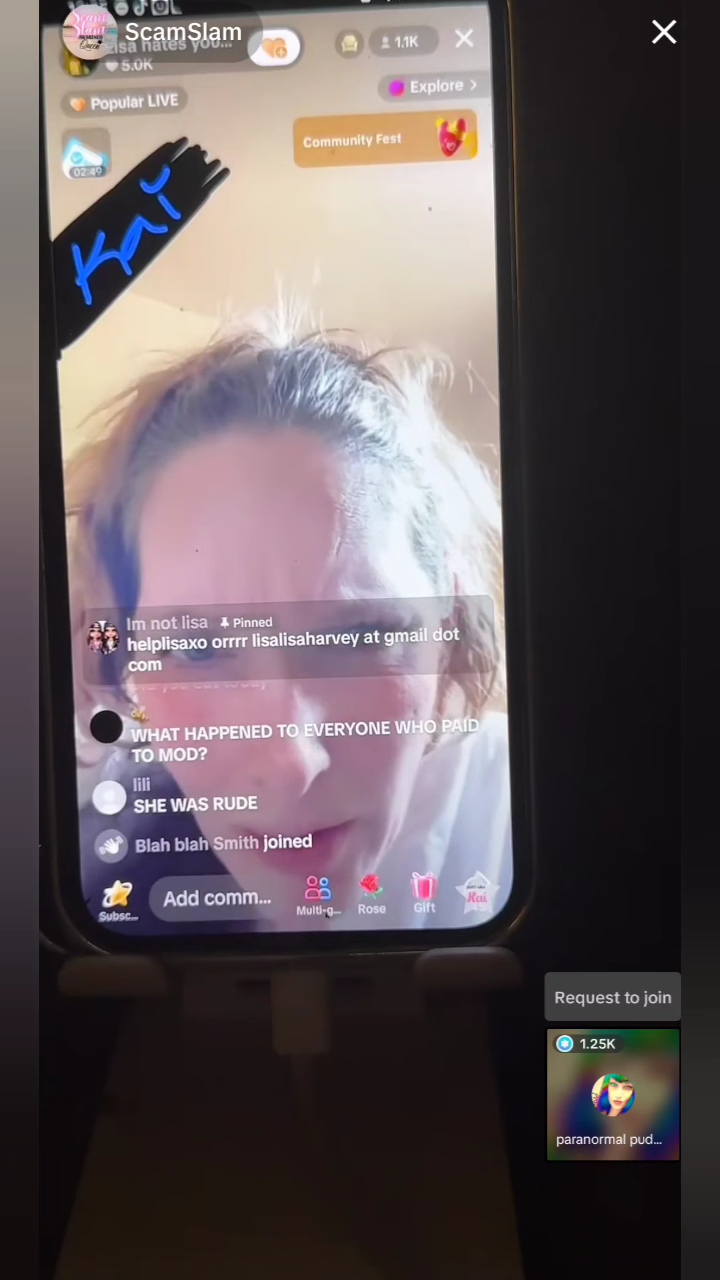 ScamSlam
isa hates you...
5.0K
1.1K
Popular LIVE
Explore >
Community Fest
02:49
Kai
Im not lisa Pinned
helplisaxo orrrr lisalisaharvey at gmail dot
com
WHAT HAPPENED TO EVERYONE WHO PAID
TO MOD?
lili
SHE WAS RUDE
Blah blah Smith joined
Subsc...
Add comm...
Multi-g...
Rose
Gift
Kai
Request to join
1.25K
paranormal pud...